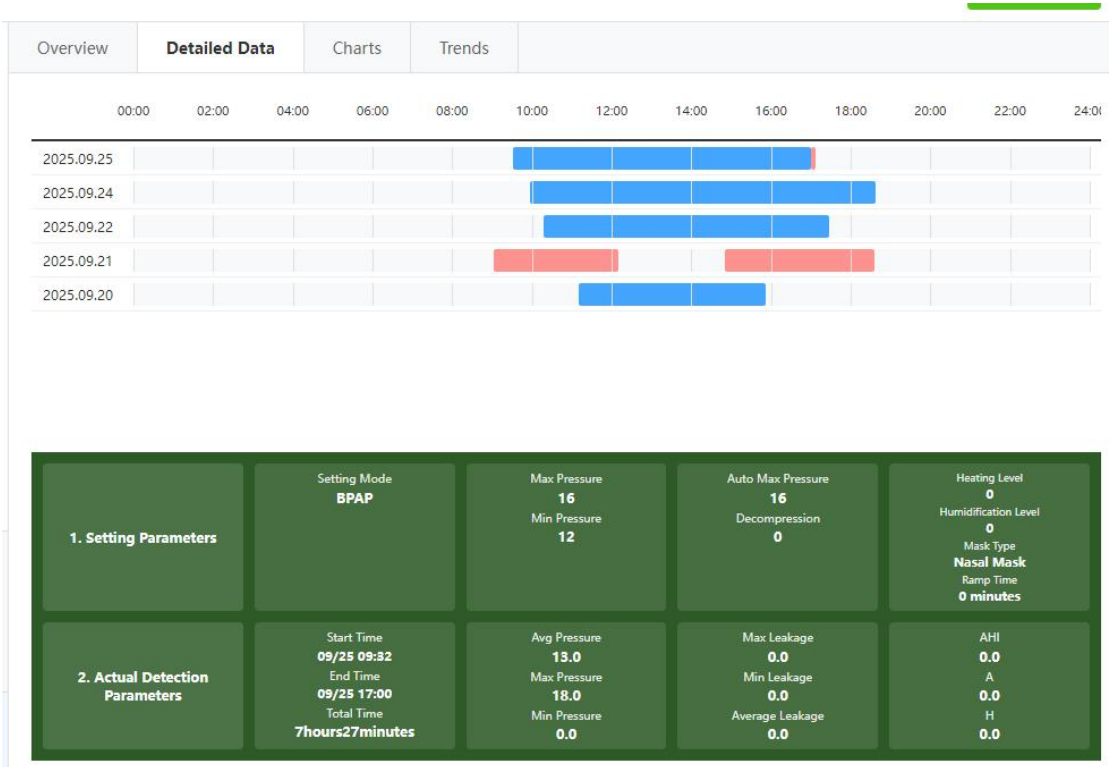 Overview Detailed Data Charts Trends
00:00 02:00 04:00 06:00 08:00 10:00 12:00 14:00 16:00 18:00 20:00 22:00 24:00
2025.09.25
2025.09.24
2025.09.22
2025.09.21
2025.09.20
1. Setting Parameters
Setting Mode
BPAP
Max Pressure
16
Min Pressure
12
Auto Max Pressure
16
Decompression
0
Heating Level
0
Humidification Level
0
Mask Type
Nasal Mask
Ramp Time
0 minutes
2. Actual Detection
Parameters
Start Time
09/25 09:32
End Time
09/25 17:00
Total Time
7hours27minutes
Avg Pressure
13.0
Max Pressure
18.0
Min Pressure
0.0
Max Leakage
0.0
Min Leakage
0.0
Average Leakage
0.0
AHI
0.0
A
0.0
H
0.0